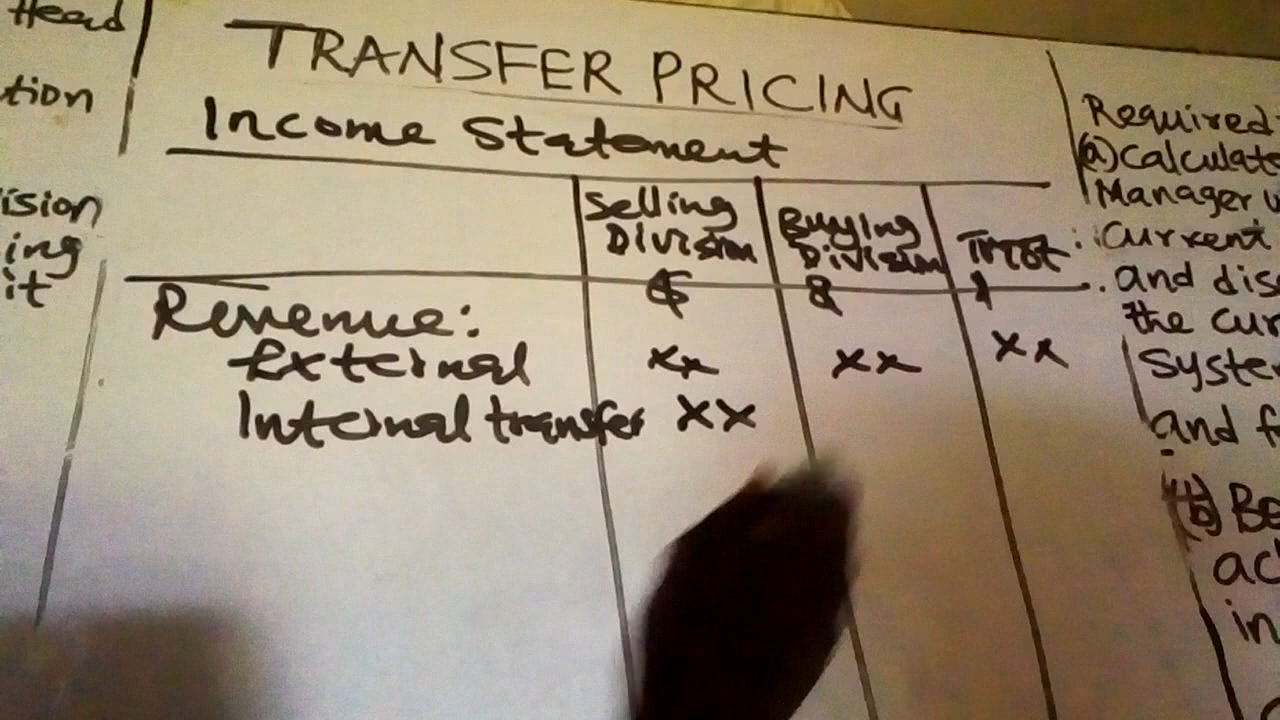 Head
tion
ision
ing
it
TRANSFER PRICING
Income Statement
Selling Division
Buying Division
$
Revenue:
External xx xx xx
Internal transfer xx
Required:
(a) Calculate
Manager
Current
and dis
the cur
Syste
and f
(b) Be
ac
in